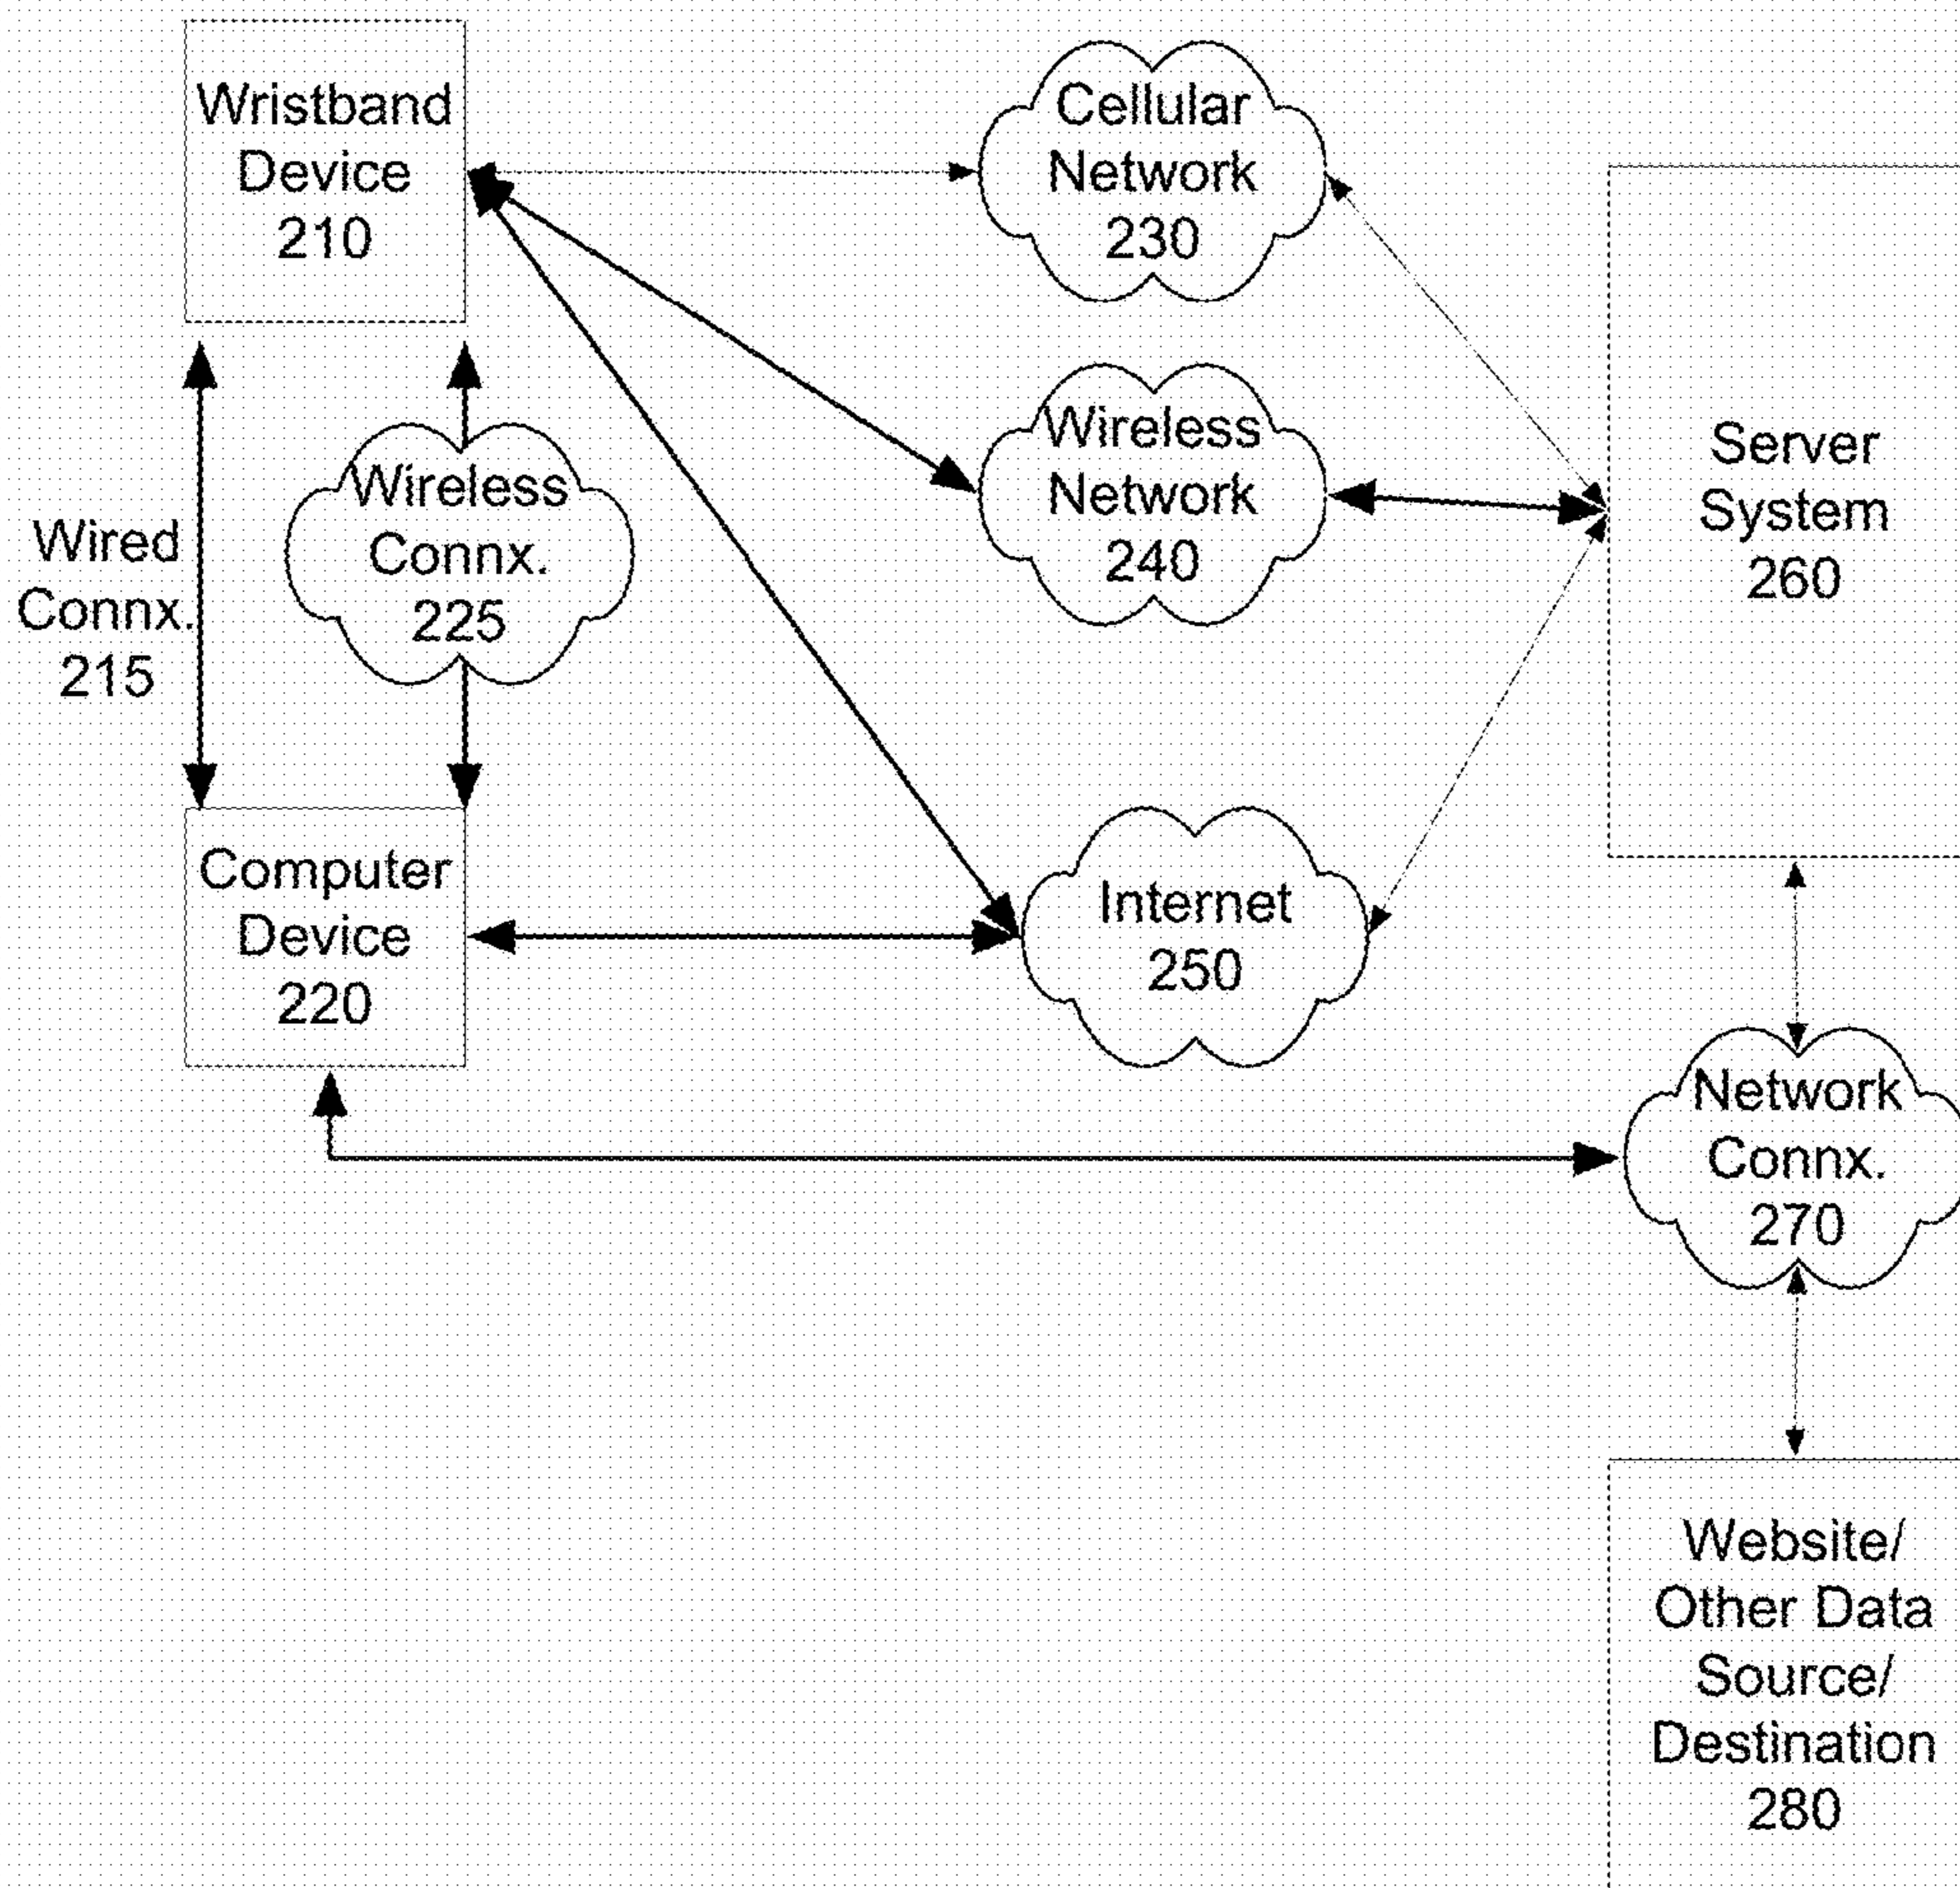 Wristband
Device
210
Cellular
Network
230
Wireless
Network
240
Server
System
260
Wired
Connx.
215
Wireless
Connx.
225
Computer
Device
220
Internet
250
Network
Connx.
270
Website/
Other Data
Source/
Destination
280